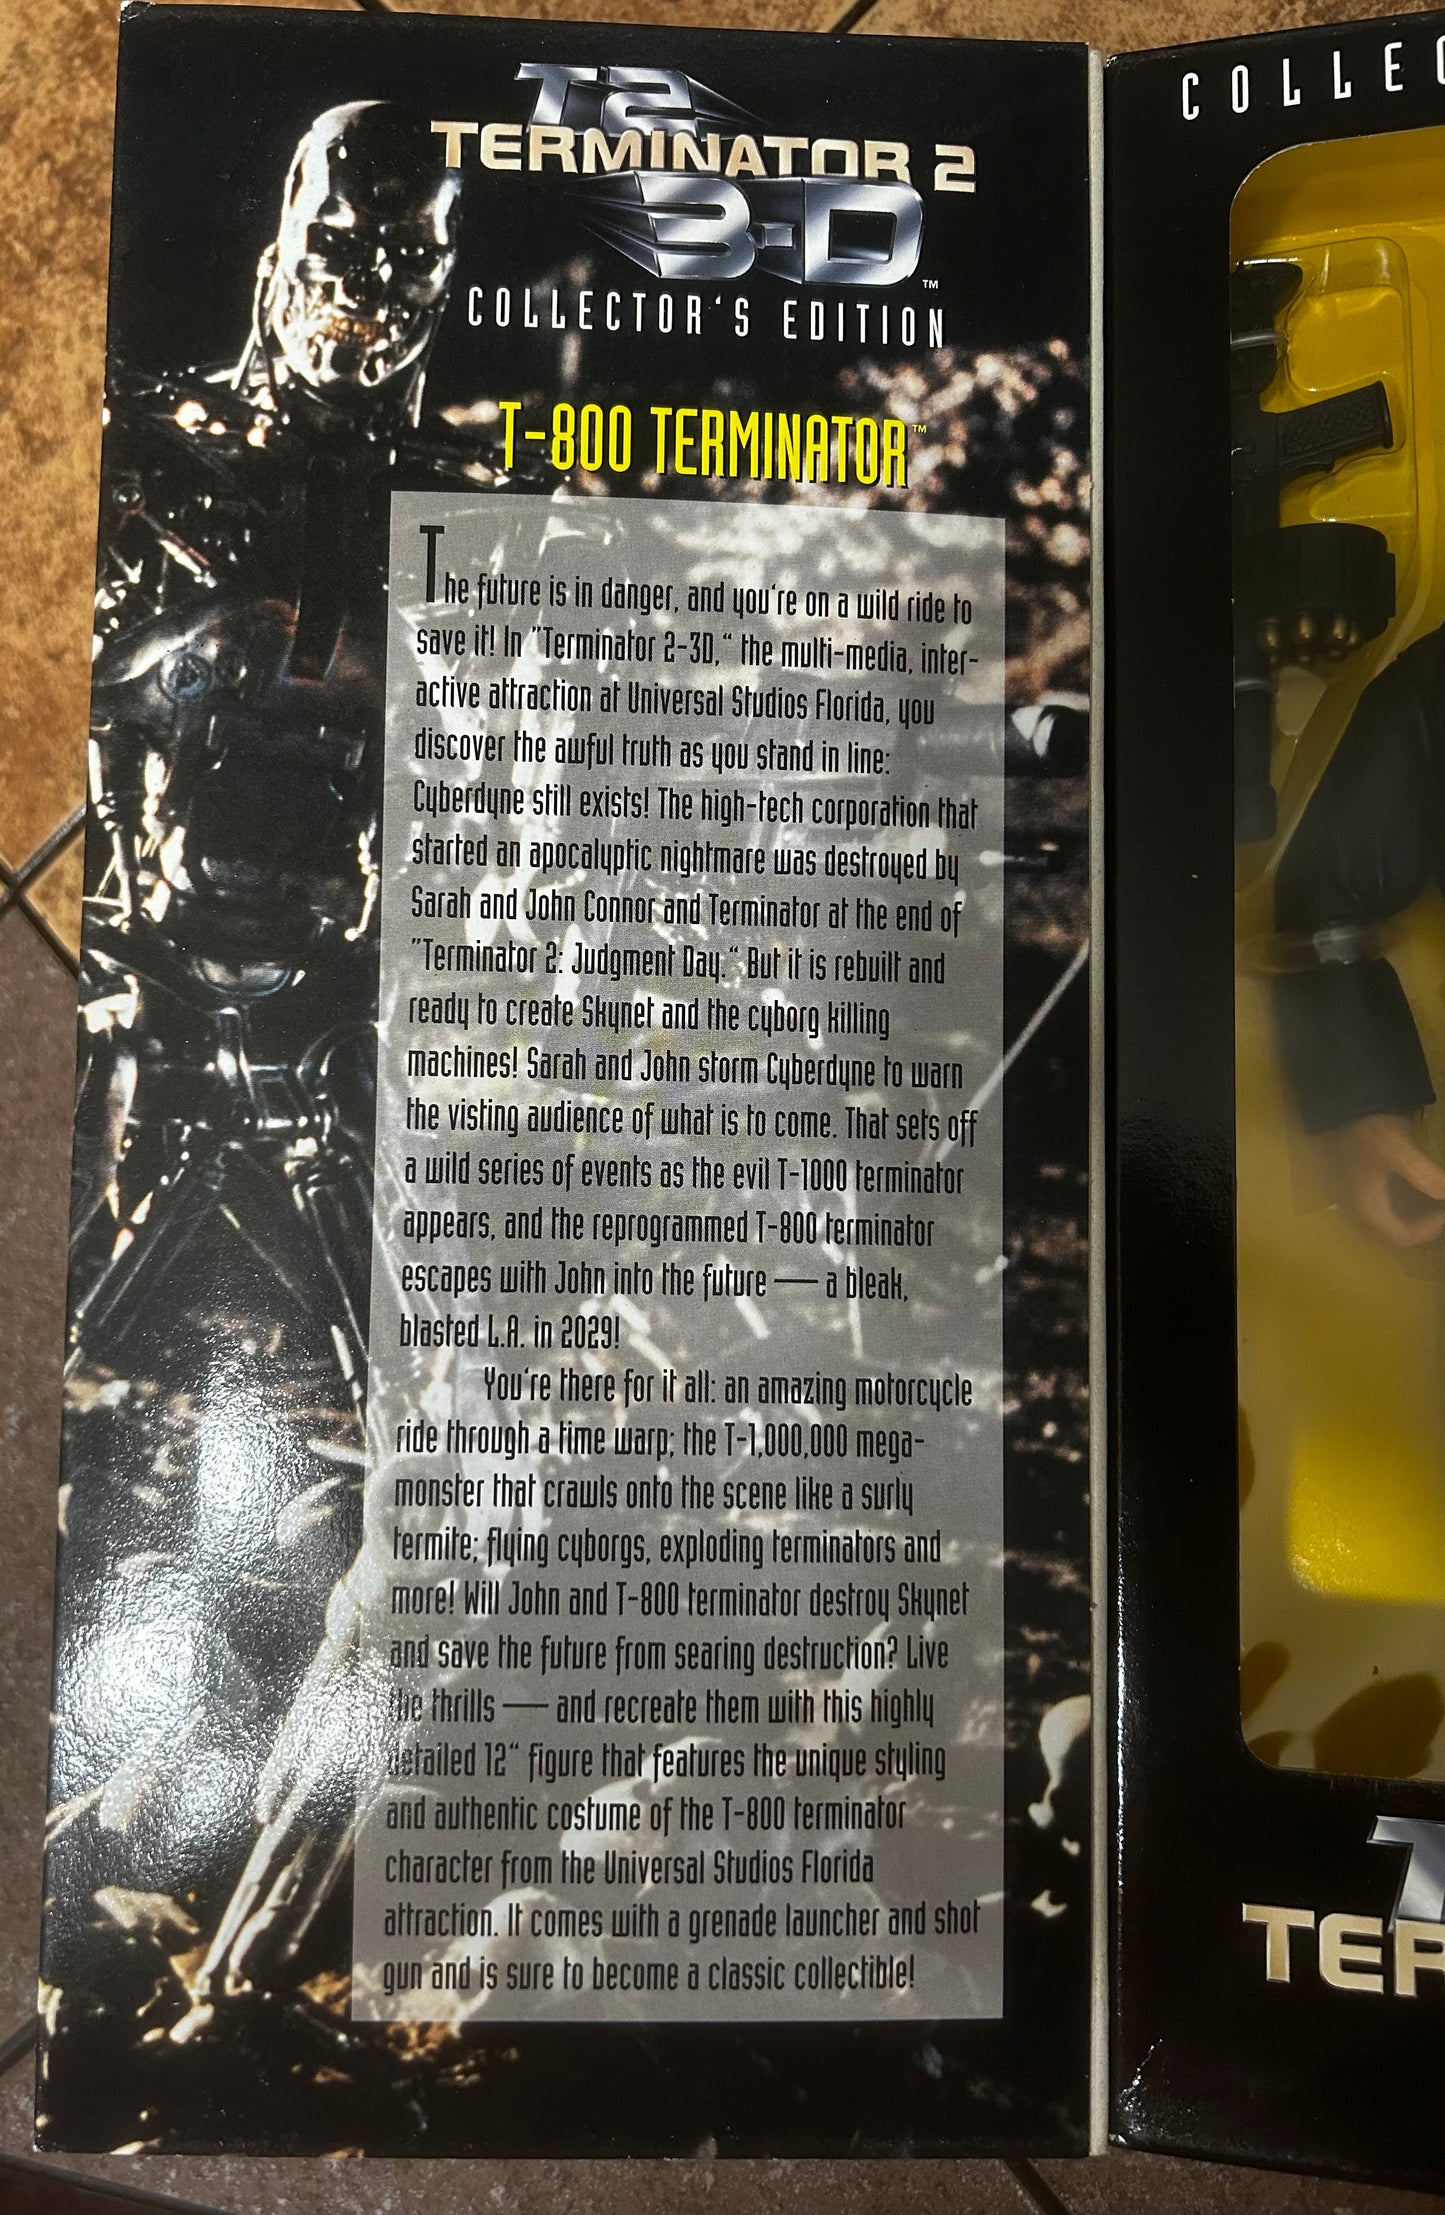 T2
TERMINATOR 2
3-D™
COLLECTOR'S EDITION
T-800 TERMINATOR™
The future is in danger, and you're on a wild ride to
save it! In "Terminator 2-3D," the multi-media, inter-
active attraction at Universal Studios Florida, you
discover the awful truth as you stand in line:
Cyberdyne still exists! The high-tech corporation that
started an apocalyptic nightmare was destroyed by
Sarah and John Connor and Terminator at the end of
"Terminator 2: Judgment Day." But it is rebuilt and
ready to create Skynet and the cyborg killing
machines! Sarah and John storm Cyberdyne to warn
the visting audience of what is to come. That sets off
a wild series of events as the evil T-1000 terminator
appears, and the reprogrammed T-800 terminator
escapes with John into the future — a bleak,
blasted L.A. in 2029!
You're there for it all: an amazing motorcycle
ride through a time warp; the T-1,000,000 mega-
monster that crawls onto the scene like a surly
termite; flying cyborgs, exploding terminators and
more! Will John and T-800 terminator destroy Skynet
and save the future from searing destruction? Live
the thrills — and recreate them with this highly
detailed 12" figure that features the unique styling
and authentic costume of the T-800 terminator
character from the Universal Studios Florida
attraction. It comes with a grenade launcher and shot
gun and is sure to become a classic collectible!
COLLEC
TER